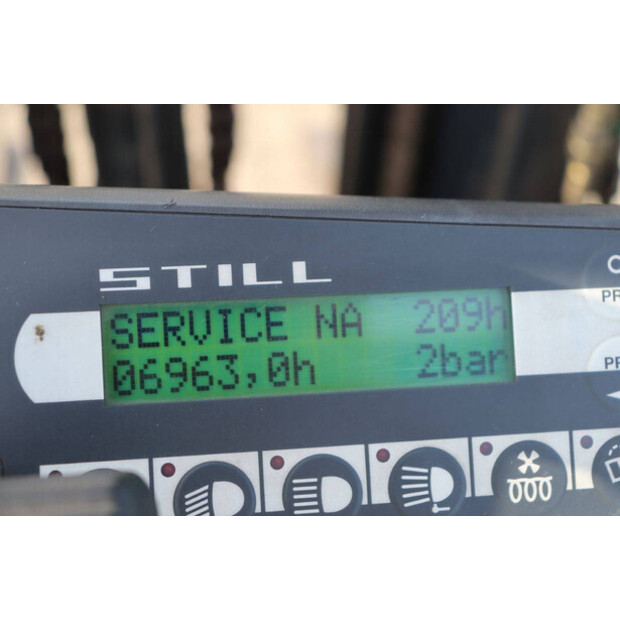 STILL
SERVICE NA 209h
06963,0h 2bar